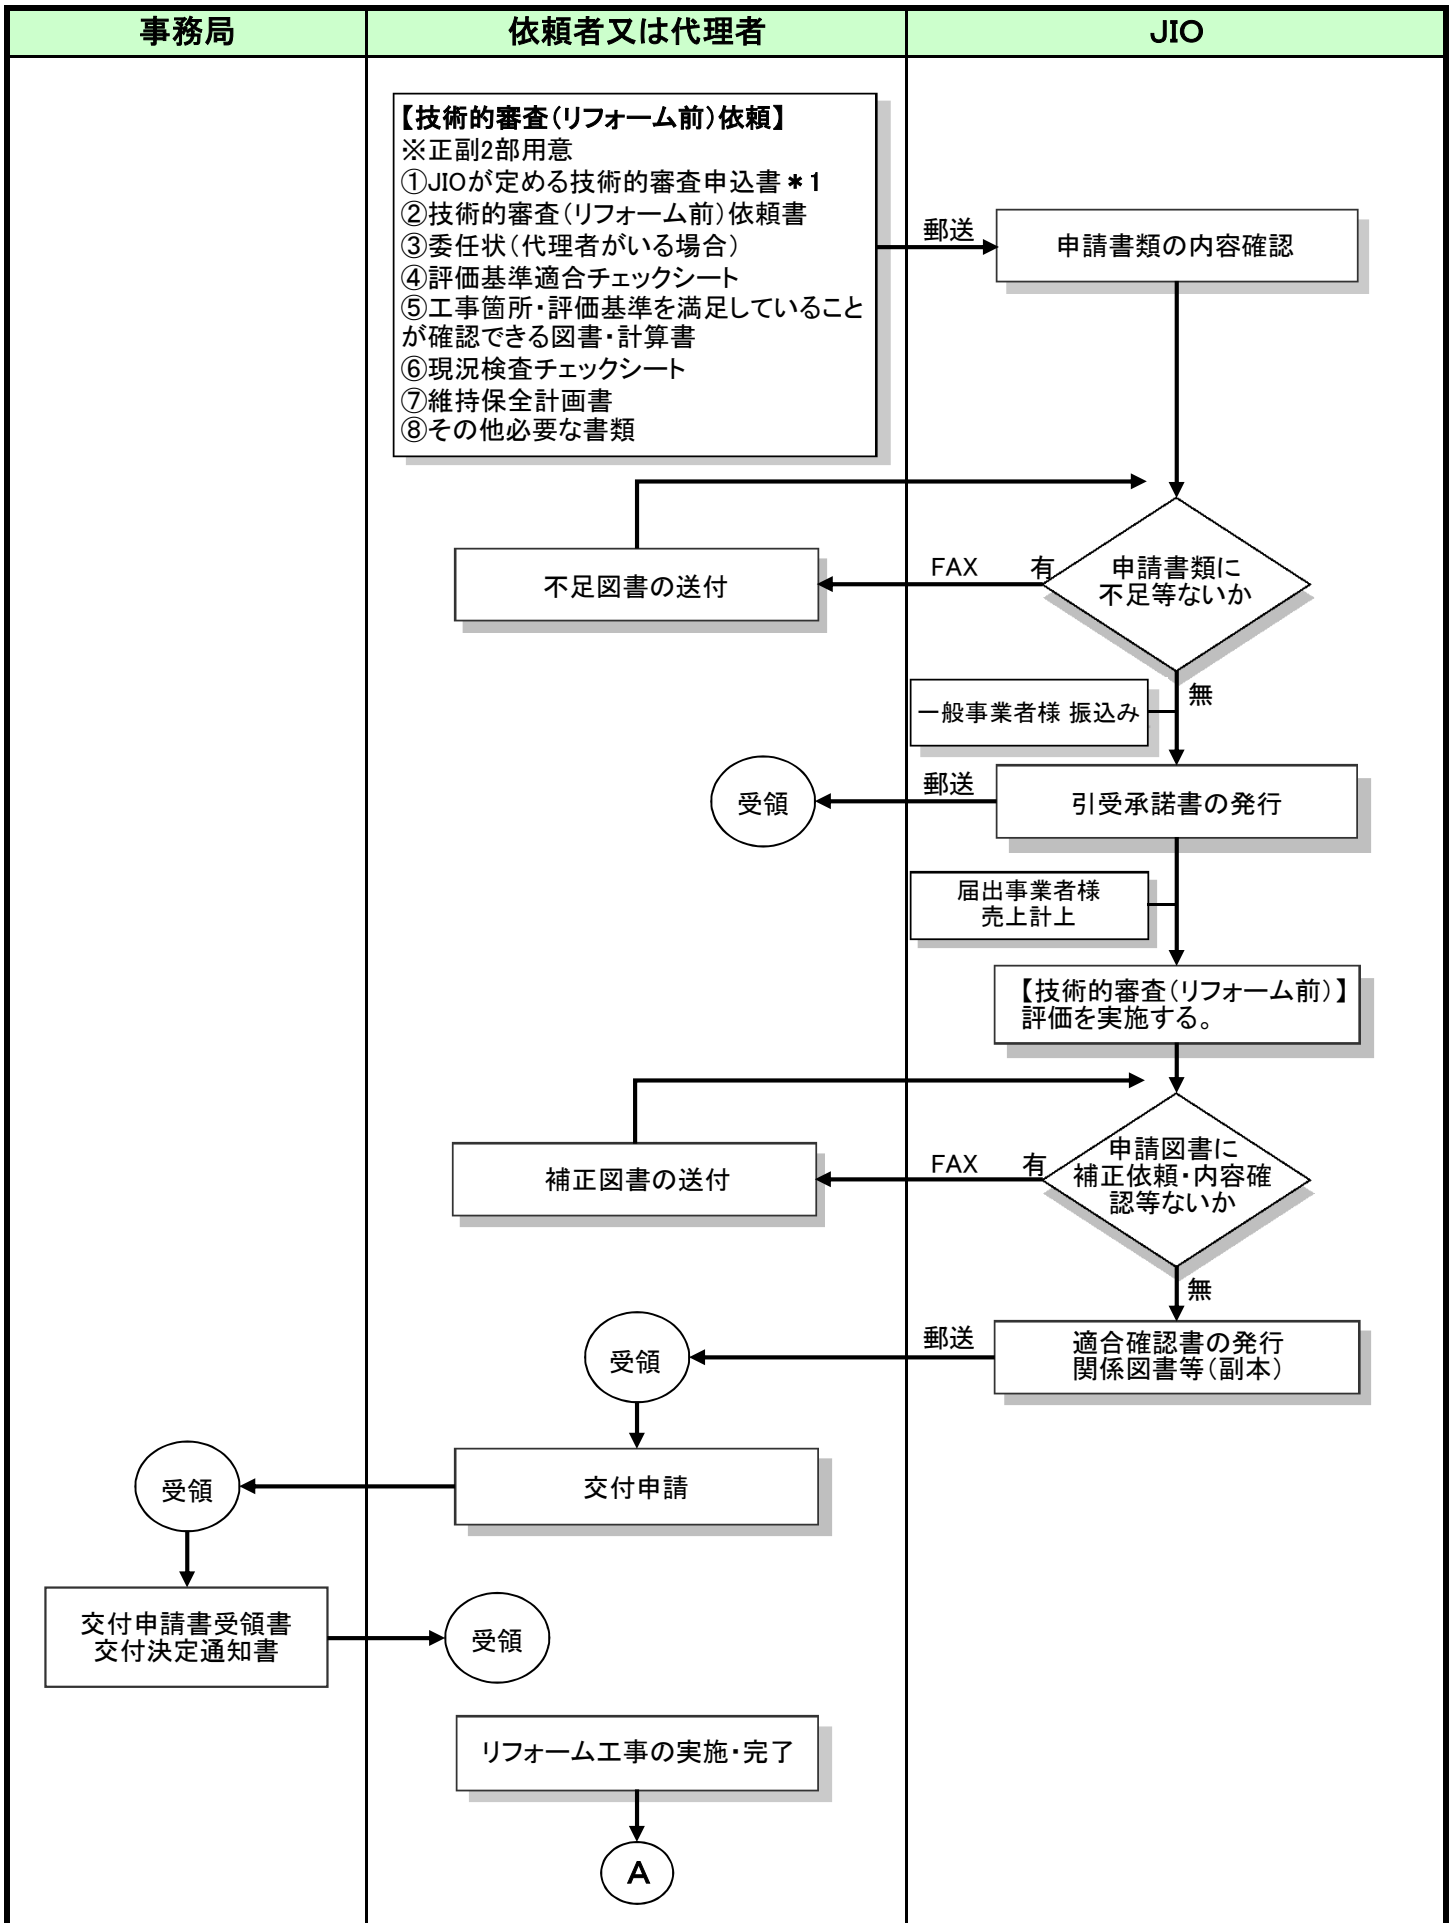 事務局
依頼者又は代理者
JIO
【技術的審査(リフォーム前)依頼】
※正副2部用意
①JIOが定める技術的審査申込書＊1
②技術的審査(リフォーム前)依頼書
③委任状(代理者がいる場合)
④評価基準適合チェックシート
⑤工事箇所・評価基準を満足していること
が確認できる図書・計算書
⑥現況検査チェックシート
⑦維持保全計画書
⑧その他必要な書類
郵送
申請書類の内容確認
不足図書の送付
FAX
有
申請書類に
不足等ないか
無
一般事業者様 振込み
受領
郵送
引受承諾書の発行
届出事業者様
売上計上
【技術的審査(リフォーム前)】
評価を実施する。
補正図書の送付
FAX
有
申請図書に
補正依頼・内容確
認等ないか
無
受領
郵送
適合確認書の発行
関係図書等(副本)
受領
交付申請
交付申請書受領書
交付決定通知書
受領
リフォーム工事の実施・完了
A